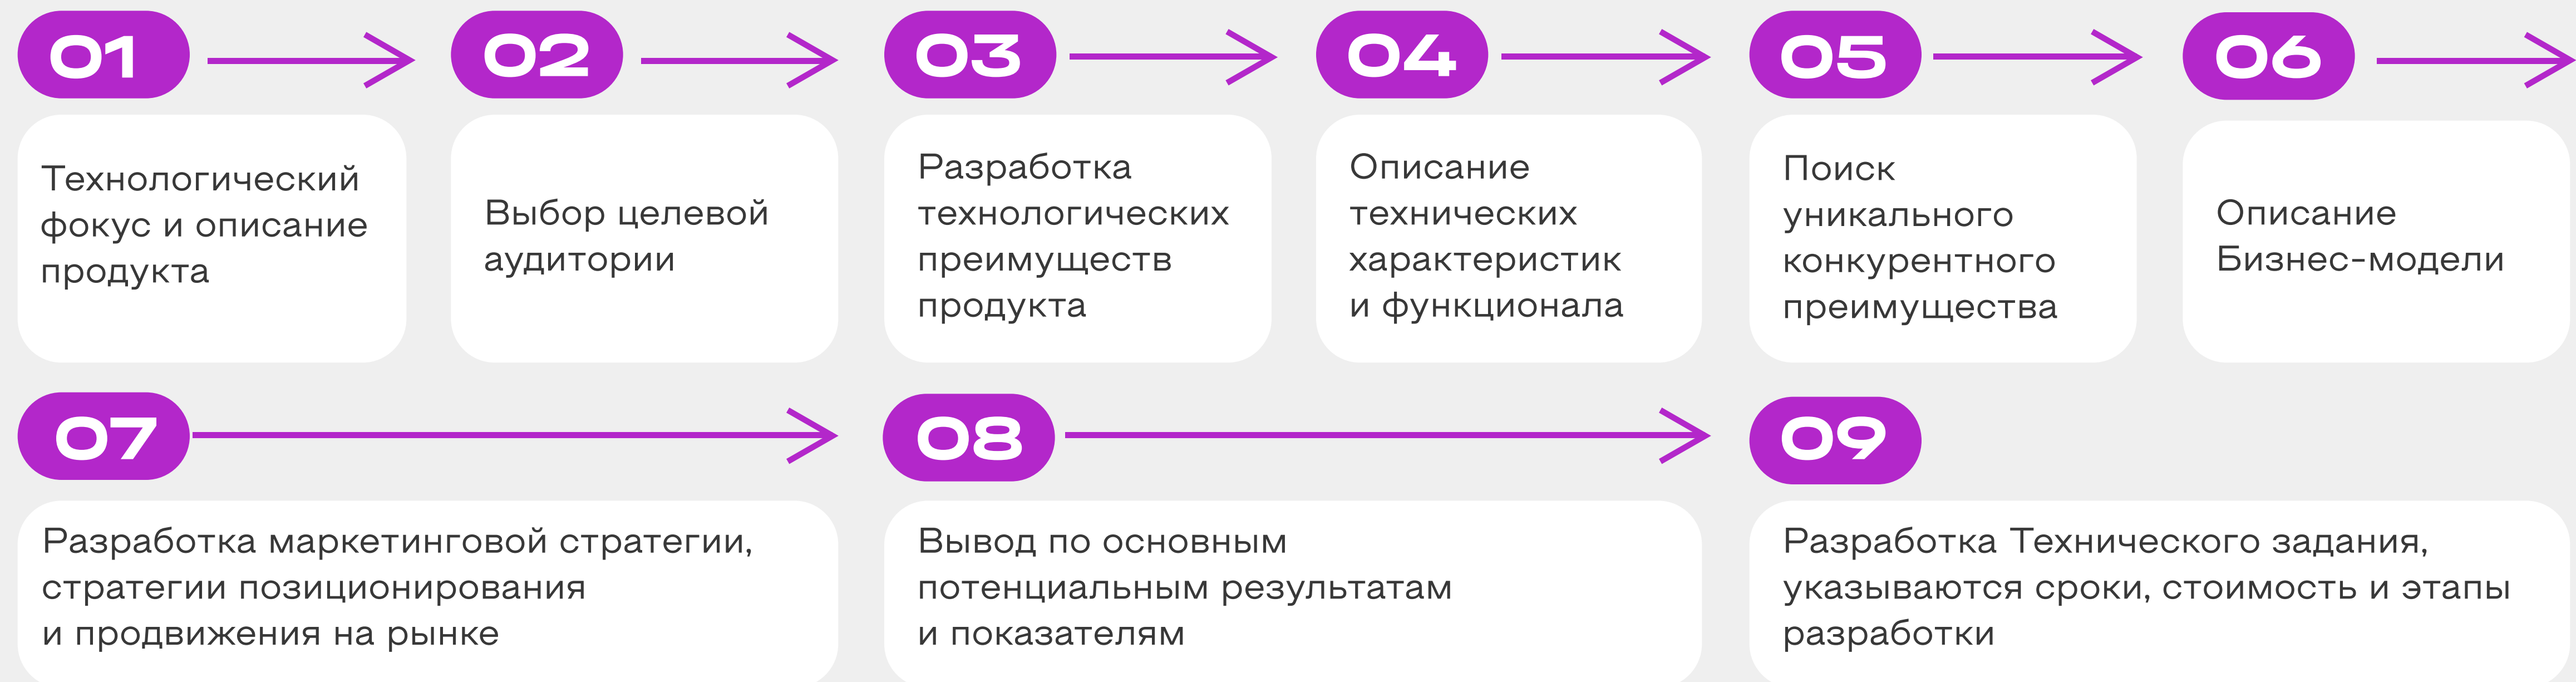 01
Технологический
фокус и описание
продукта
02
Выбор целевой
аудитории
03
Разработка
технологических
преимуществ
продукта
04
Описание
технических
характеристик
и функционала
05
Поиск
уникального
конкурентного
преимущества
06
Описание
Бизнес-модели
07
Разработка маркетинговой стратегии,
стратегии позиционирования
и продвижения на рынке
08
Вывод по основным
потенциальным результатам
и показателям
09
Разработка Технического задания,
указываются сроки, стоимость и этапы
разработки